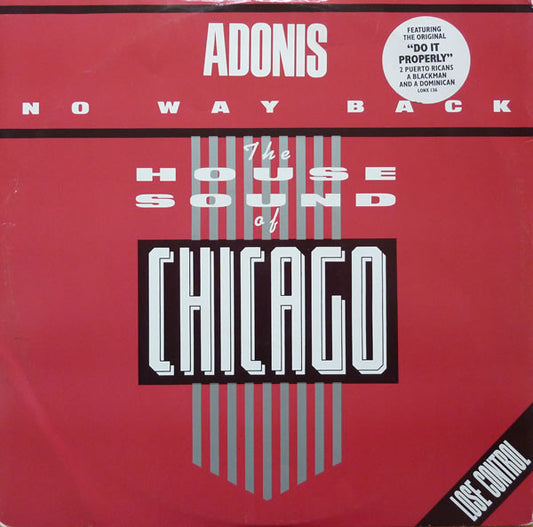 ADONIS
FEATURING
THE ORIGINAL
"DO IT
PROPERLY"
2 PUERTO RICANS
A BLACKMAN
AND A DOMINICAN
LONX 136
NO WAY BACK
The
HOUSE
SOUND
of
CHICAGO
LOSE CONTROL